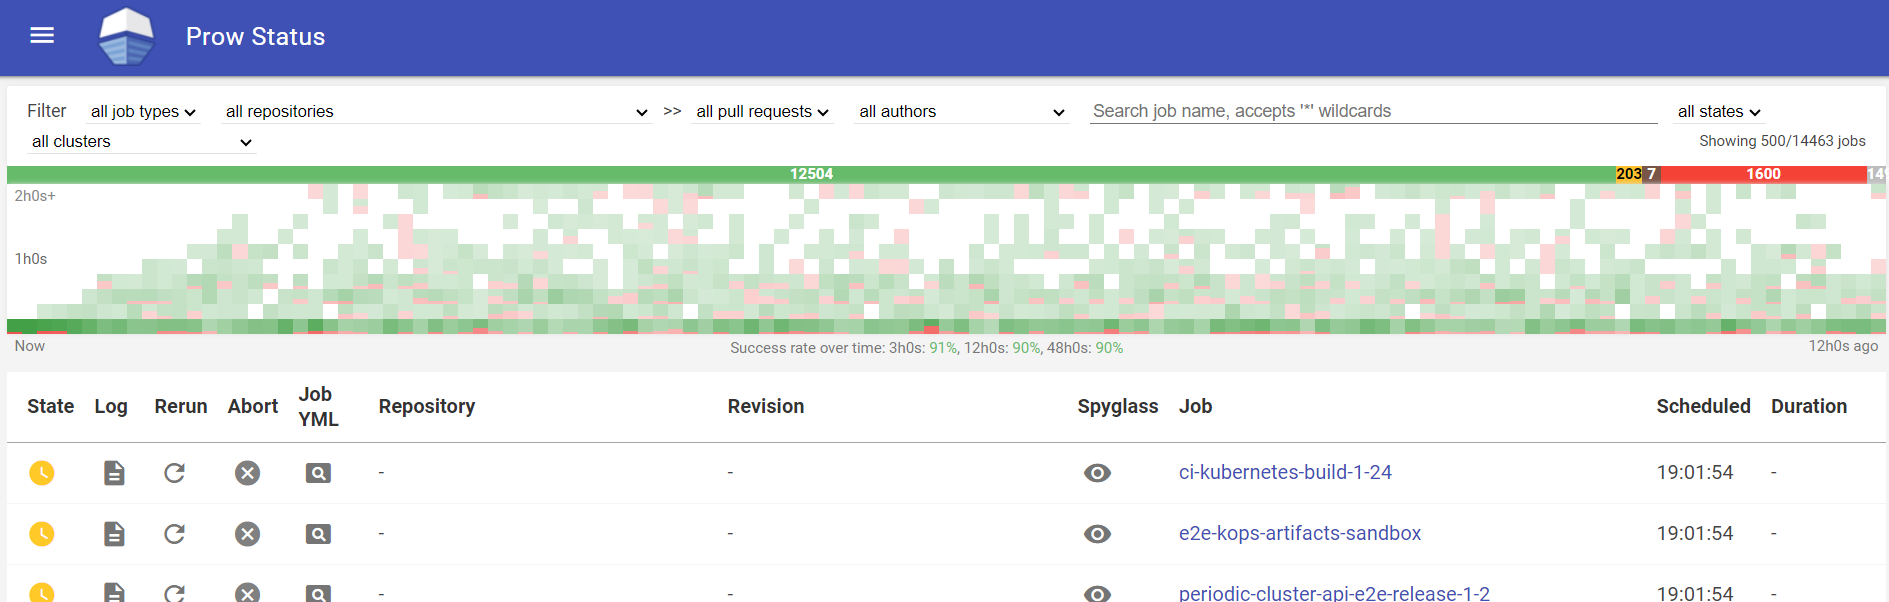 Prow Status
Filter all job types all repositories >> all pull requests all authors Search job name, accepts '*' wildcards all states
all clusters Showing 500/14463 jobs
12504 203 7 1600
2h0s+
1h0s
Now Success rate over time: 3h0s: 91%, 12h0s: 90%, 48h0s: 90% 12h0s ago
State Log Rerun Abort Job YML Repository Revision Spyglass Job Scheduled Duration
- - ci-kubernetes-build-1-24 19:01:54 -
- - e2e-kops-artifacts-sandbox 19:01:54 -
- - periodic-cluster-api-e2e-release-1-2 19:01:54 -